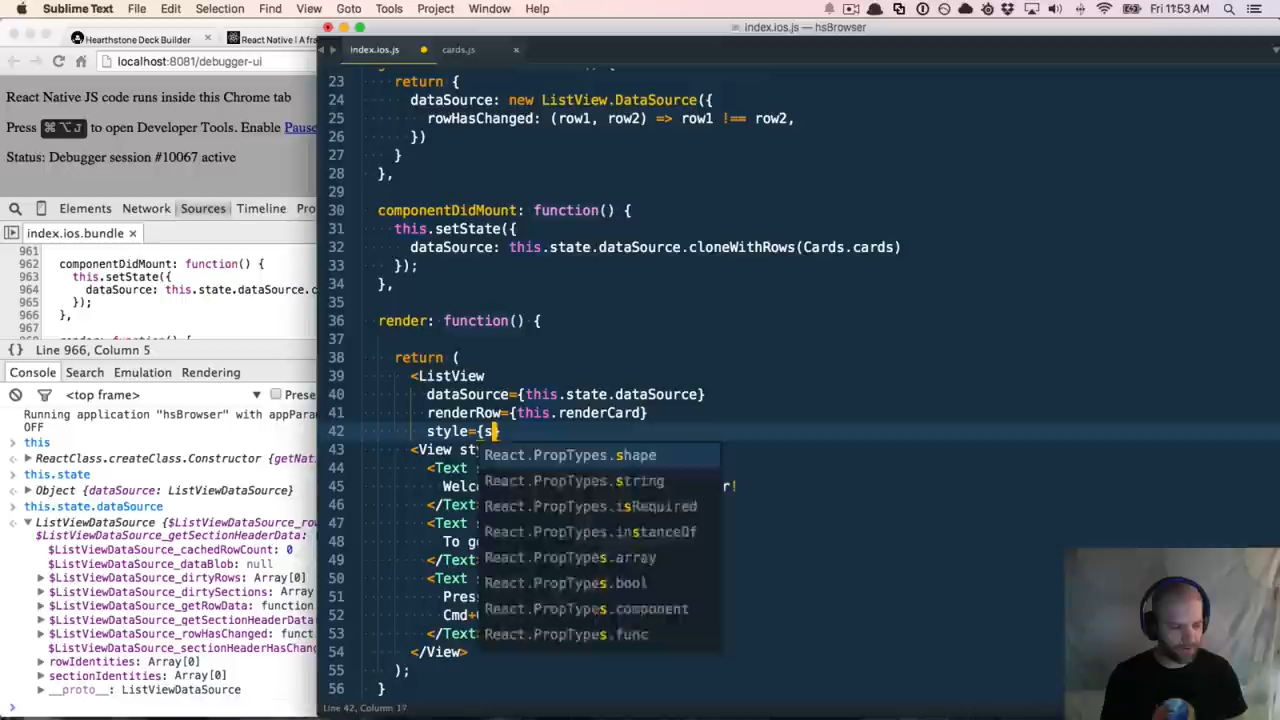 Sublime Text File Edit Selection Find View Goto Tools Project Window Help Fri 11:53 AM
index.ios.js — hsBrowser
Hearthstone Deck Builder × React Native | A fra
localhost:8081/debugger-ui
React Native JS code runs inside this Chrome tab
Press ⌘⌥J to open Developer Tools. Enable Pause
Status: Debugger session #10067 active
Elements Network Sources Timeline Pro
index.ios.bundle ×
961
962 componentDidMount: function() {
963 this.setState({
964 dataSource: this.state.dataSource.c
965 });
966 },
967
{} Line 966, Column 5
Console Search Emulation Rendering
<top frame> Prese
Running application "hsBrowser" with appParam
OFF
> this
ReactClass.createClass.Constructor {getNati
> this.state
Object {dataSource: ListViewDataSource}
> this.state.dataSource
ListViewDataSource {$ListViewDataSource_row
$ListViewDataSource_getSectionHeaderData:
$ListViewDataSource_cachedRowCount: 0
$ListViewDataSource_dataBlob: null
$ListViewDataSource_dirtyRows: Array[0]
$ListViewDataSource_dirtySections: Array[0]
$ListViewDataSource_getRowData: function
$ListViewDataSource_getSectionHeaderData
$ListViewDataSource_rowHasChanged: funct
$ListViewDataSource_sectionHeaderHasChang
rowIdentities: Array[0]
sectionIdentities: Array[0]
__proto__: ListViewDataSource
index.ios.js cards.js ×
23 return {
24 dataSource: new ListView.DataSource({
25 rowHasChanged: (row1, row2) => row1 !== row2,
26 })
27 }
28 },
29
30 componentDidMount: function() {
31 this.setState({
32 dataSource: this.state.dataSource.cloneWithRows(Cards.cards)
33 });
34 },
35
36 render: function() {
37
38 return (
39 <ListView
40 dataSource={this.state.dataSource}
41 renderRow={this.renderCard}
42 style={s}
43 <View sty
44 <Text s
45 Welc r!
46 </Text
47 <Text s
48 To g
49 </Text
50 <Text s
51 Pres
52 Cmd+
53 </Text
54 </View>
55 );
56 }
React.PropTypes.shape
React.PropTypes.string
React.PropTypes.isRequired
React.PropTypes.instanceOf
React.PropTypes.array
React.PropTypes.bool
React.PropTypes.component
React.PropTypes.func
Line 42, Column 17